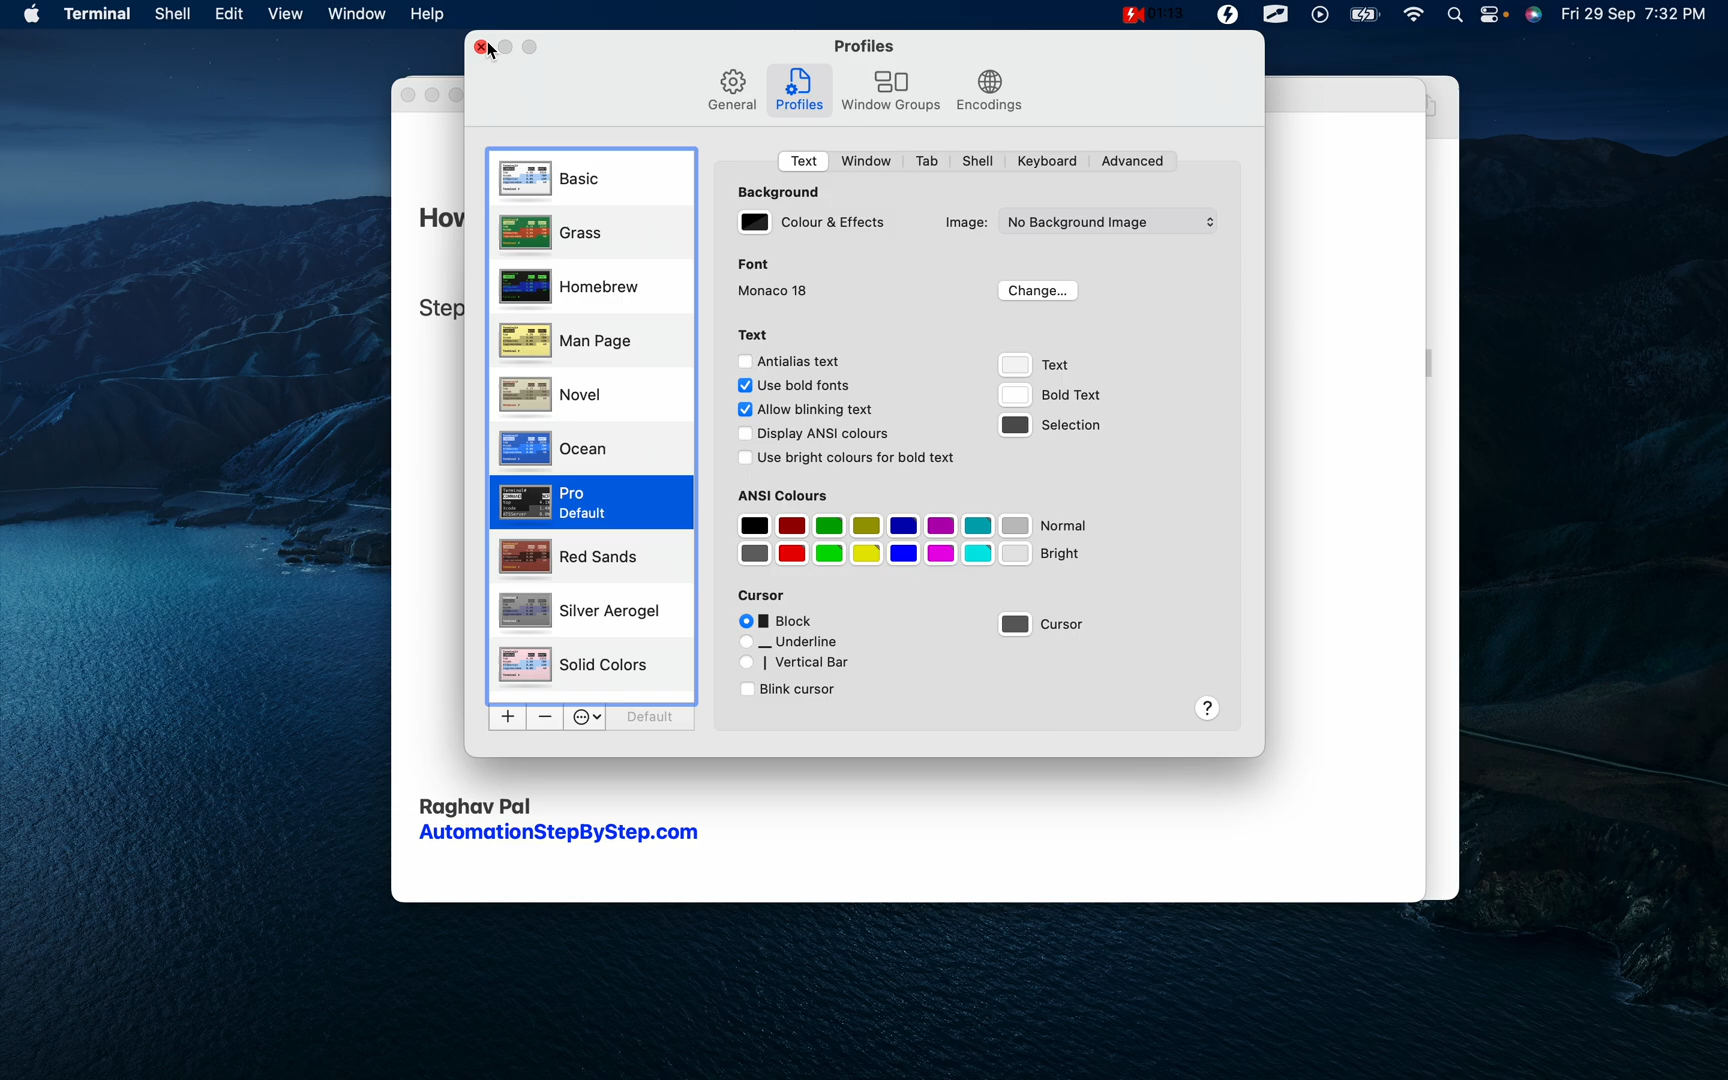 Terminal Shell Edit View Window Help 01:13 Fri 29 Sep 7:32 PM
Profiles
General Profiles Window Groups Encodings
Text Window Tab Shell Keyboard Advanced
Basic
Grass
Homebrew
Man Page
Novel
Ocean
Pro
Default
Red Sands
Silver Aerogel
Solid Colors
+ − Default
Background
Colour & Effects Image: No Background Image
Font
Monaco 18 Change...
Text
Antialias text Text
Use bold fonts Bold Text
Allow blinking text Selection
Display ANSI colours
Use bright colours for bold text
ANSI Colours
Normal
Bright
Cursor
Block Cursor
Underline
Vertical Bar
Blink cursor
?
How
Step
Raghav Pal
AutomationStepByStep.com